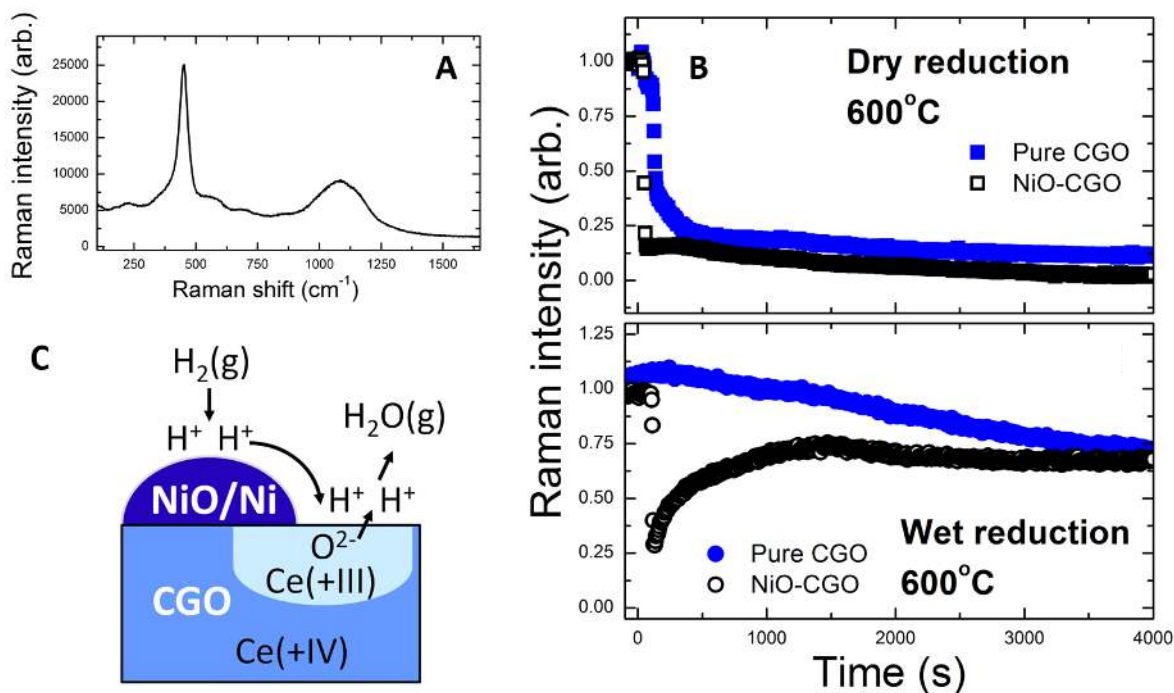 A
Raman intensity (arb.)
25000
20000
15000
10000
5000
0
250 500 750 1000 1250 1500
Raman shift (cm⁻¹)
B
Dry reduction
600°C
Pure CGO
NiO-CGO
1.00
0.75
0.50
0.25
0.00
Raman intensity (arb.)
1.25
1.00
0.75
0.50
0.25
0.00
Pure CGO
NiO-CGO
Wet reduction
600°C
0 1000 2000 3000 4000
Time (s)
C
H₂(g)
H⁺ H⁺
H₂O(g)
NiO/Ni
H⁺ H⁺
O²⁻
Ce(+III)
CGO
Ce(+IV)